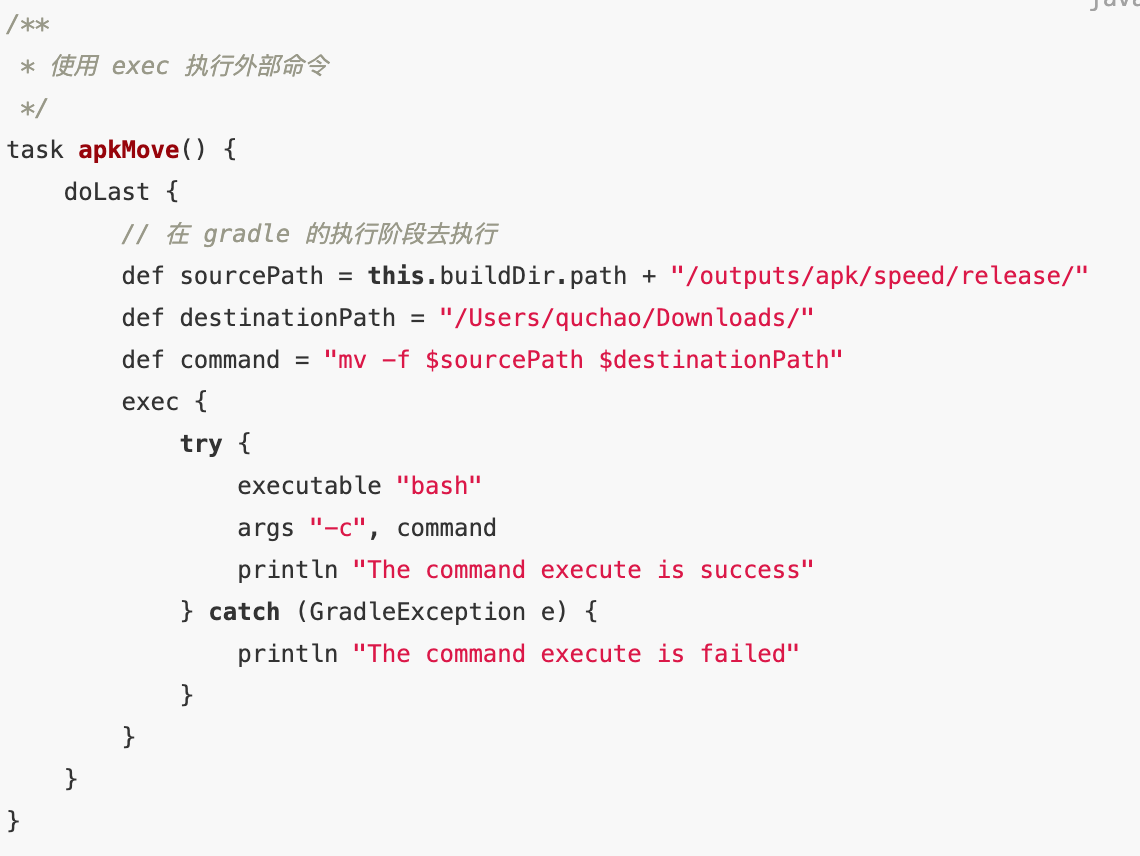 java
/**
 * 使用 exec 执行外部命令
 */
task apkMove() {
    doLast {
        // 在 gradle 的执行阶段去执行
        def sourcePath = this.buildDir.path + "/outputs/apk/speed/release/"
        def destinationPath = "/Users/quchao/Downloads/"
        def command = "mv -f $sourcePath $destinationPath"
        exec {
            try {
                executable "bash"
                args "-c", command
                println "The command execute is success"
            } catch (GradleException e) {
                println "The command execute is failed"
            }
        }
    }
}